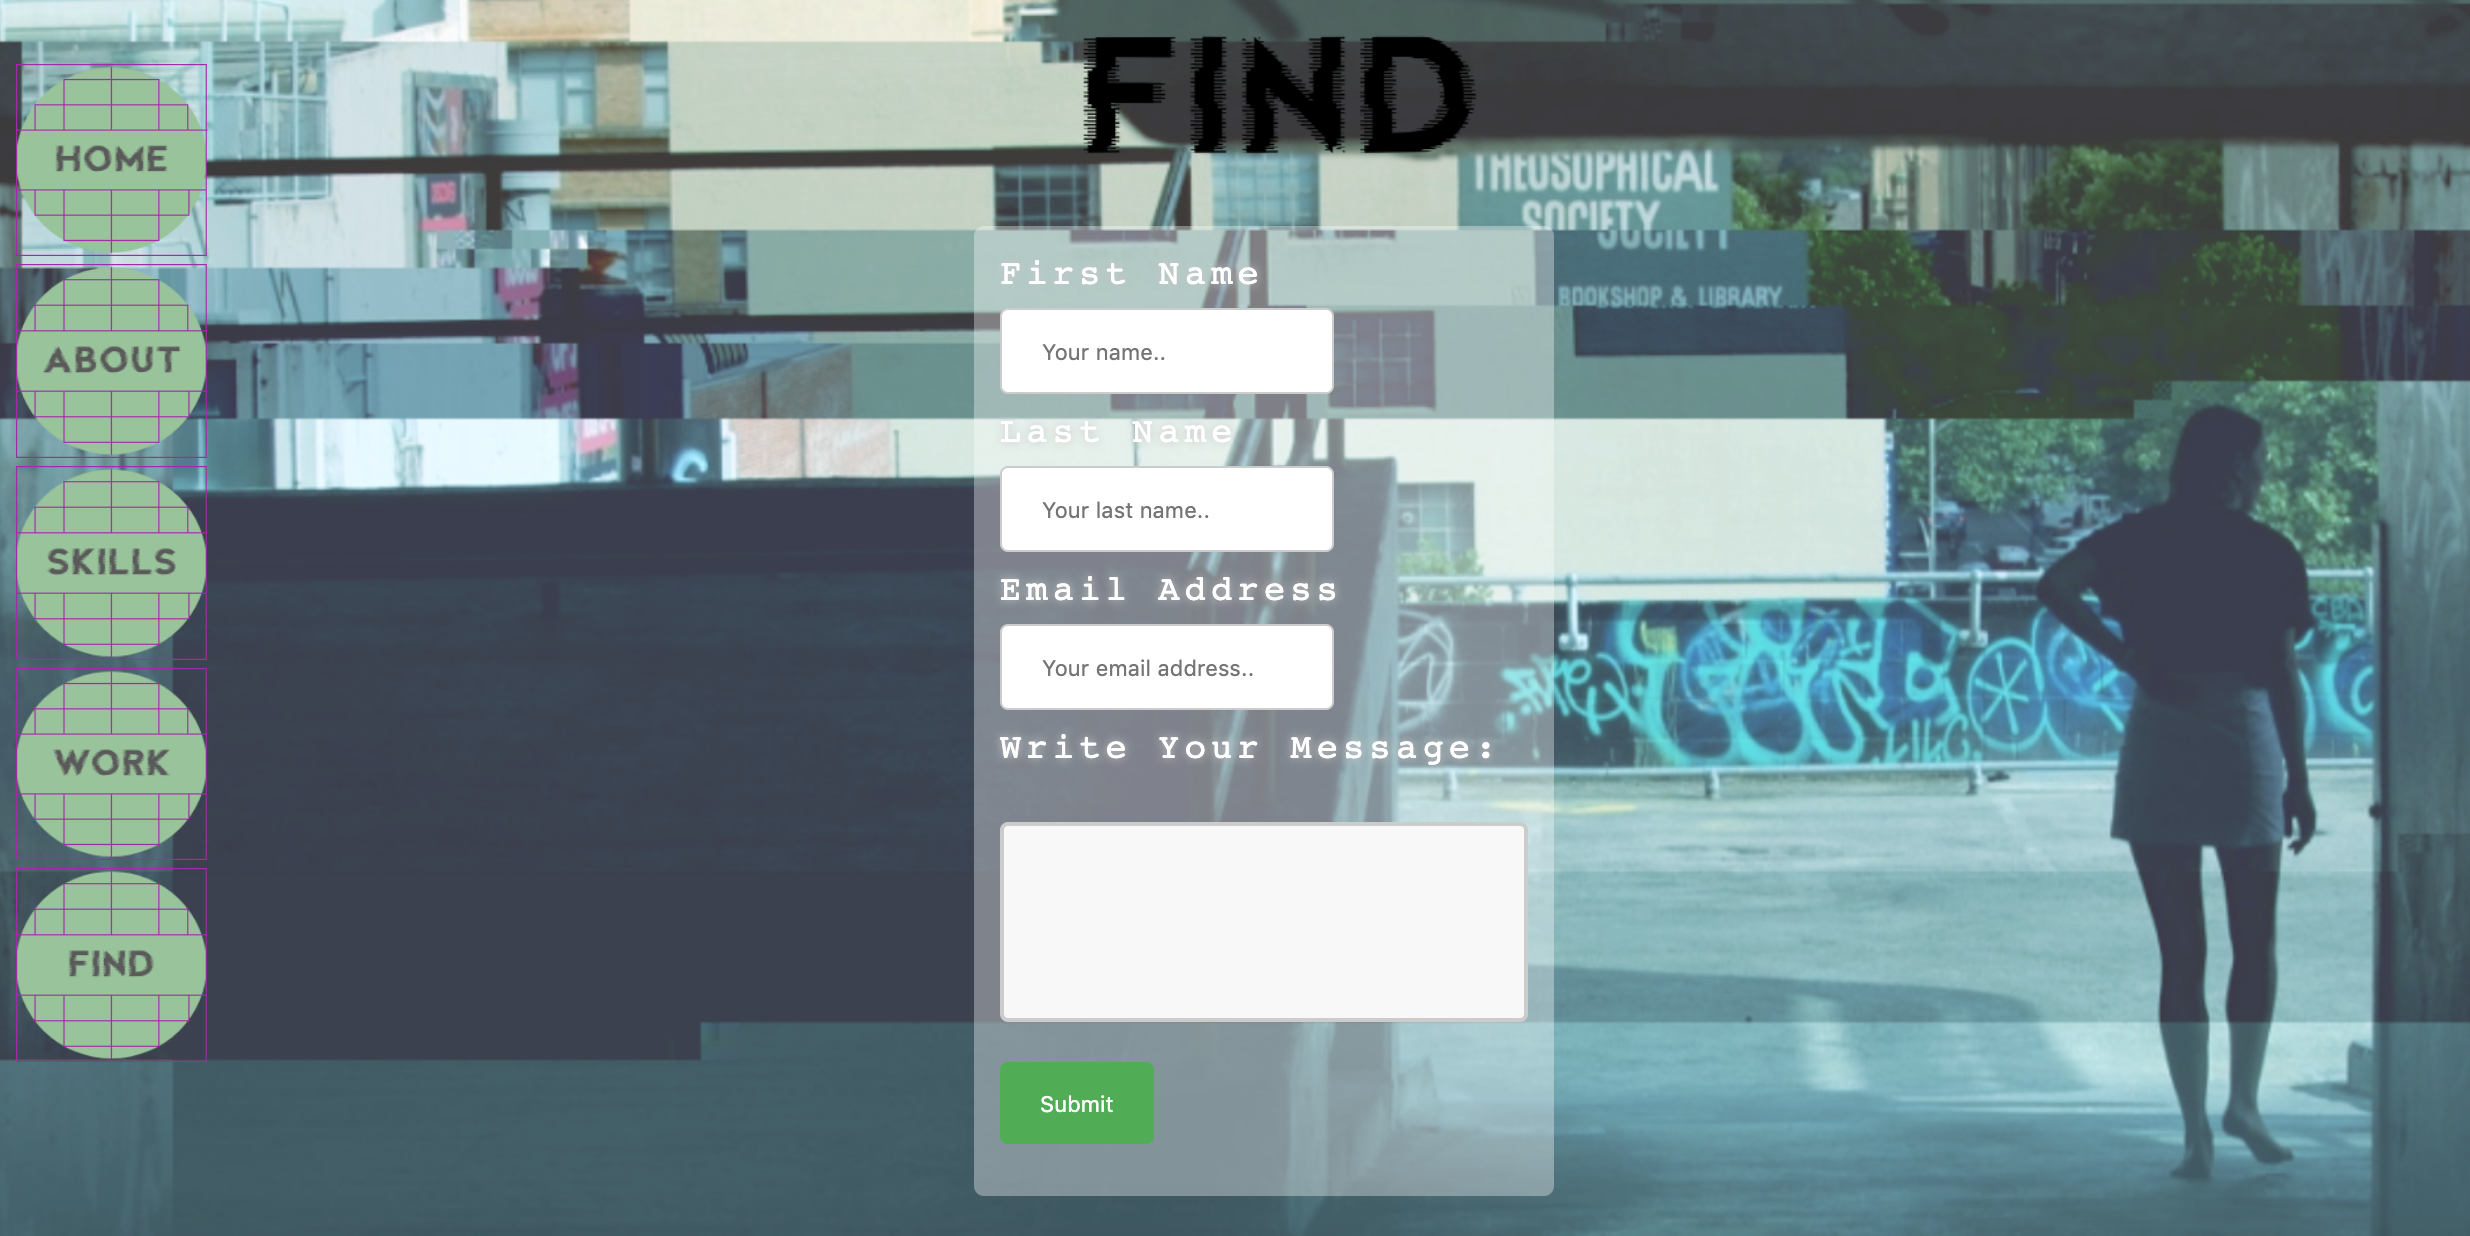 FIND
THEOSOPHICAL
SOCIETY
SOCIETY
BOOKSHOP & LIBRARY
HOME
ABOUT
SKILLS
WORK
FIND
First Name
Your name..
Last Name
Your last name..
Email Address
Your email address..
Write Your Message:
Submit